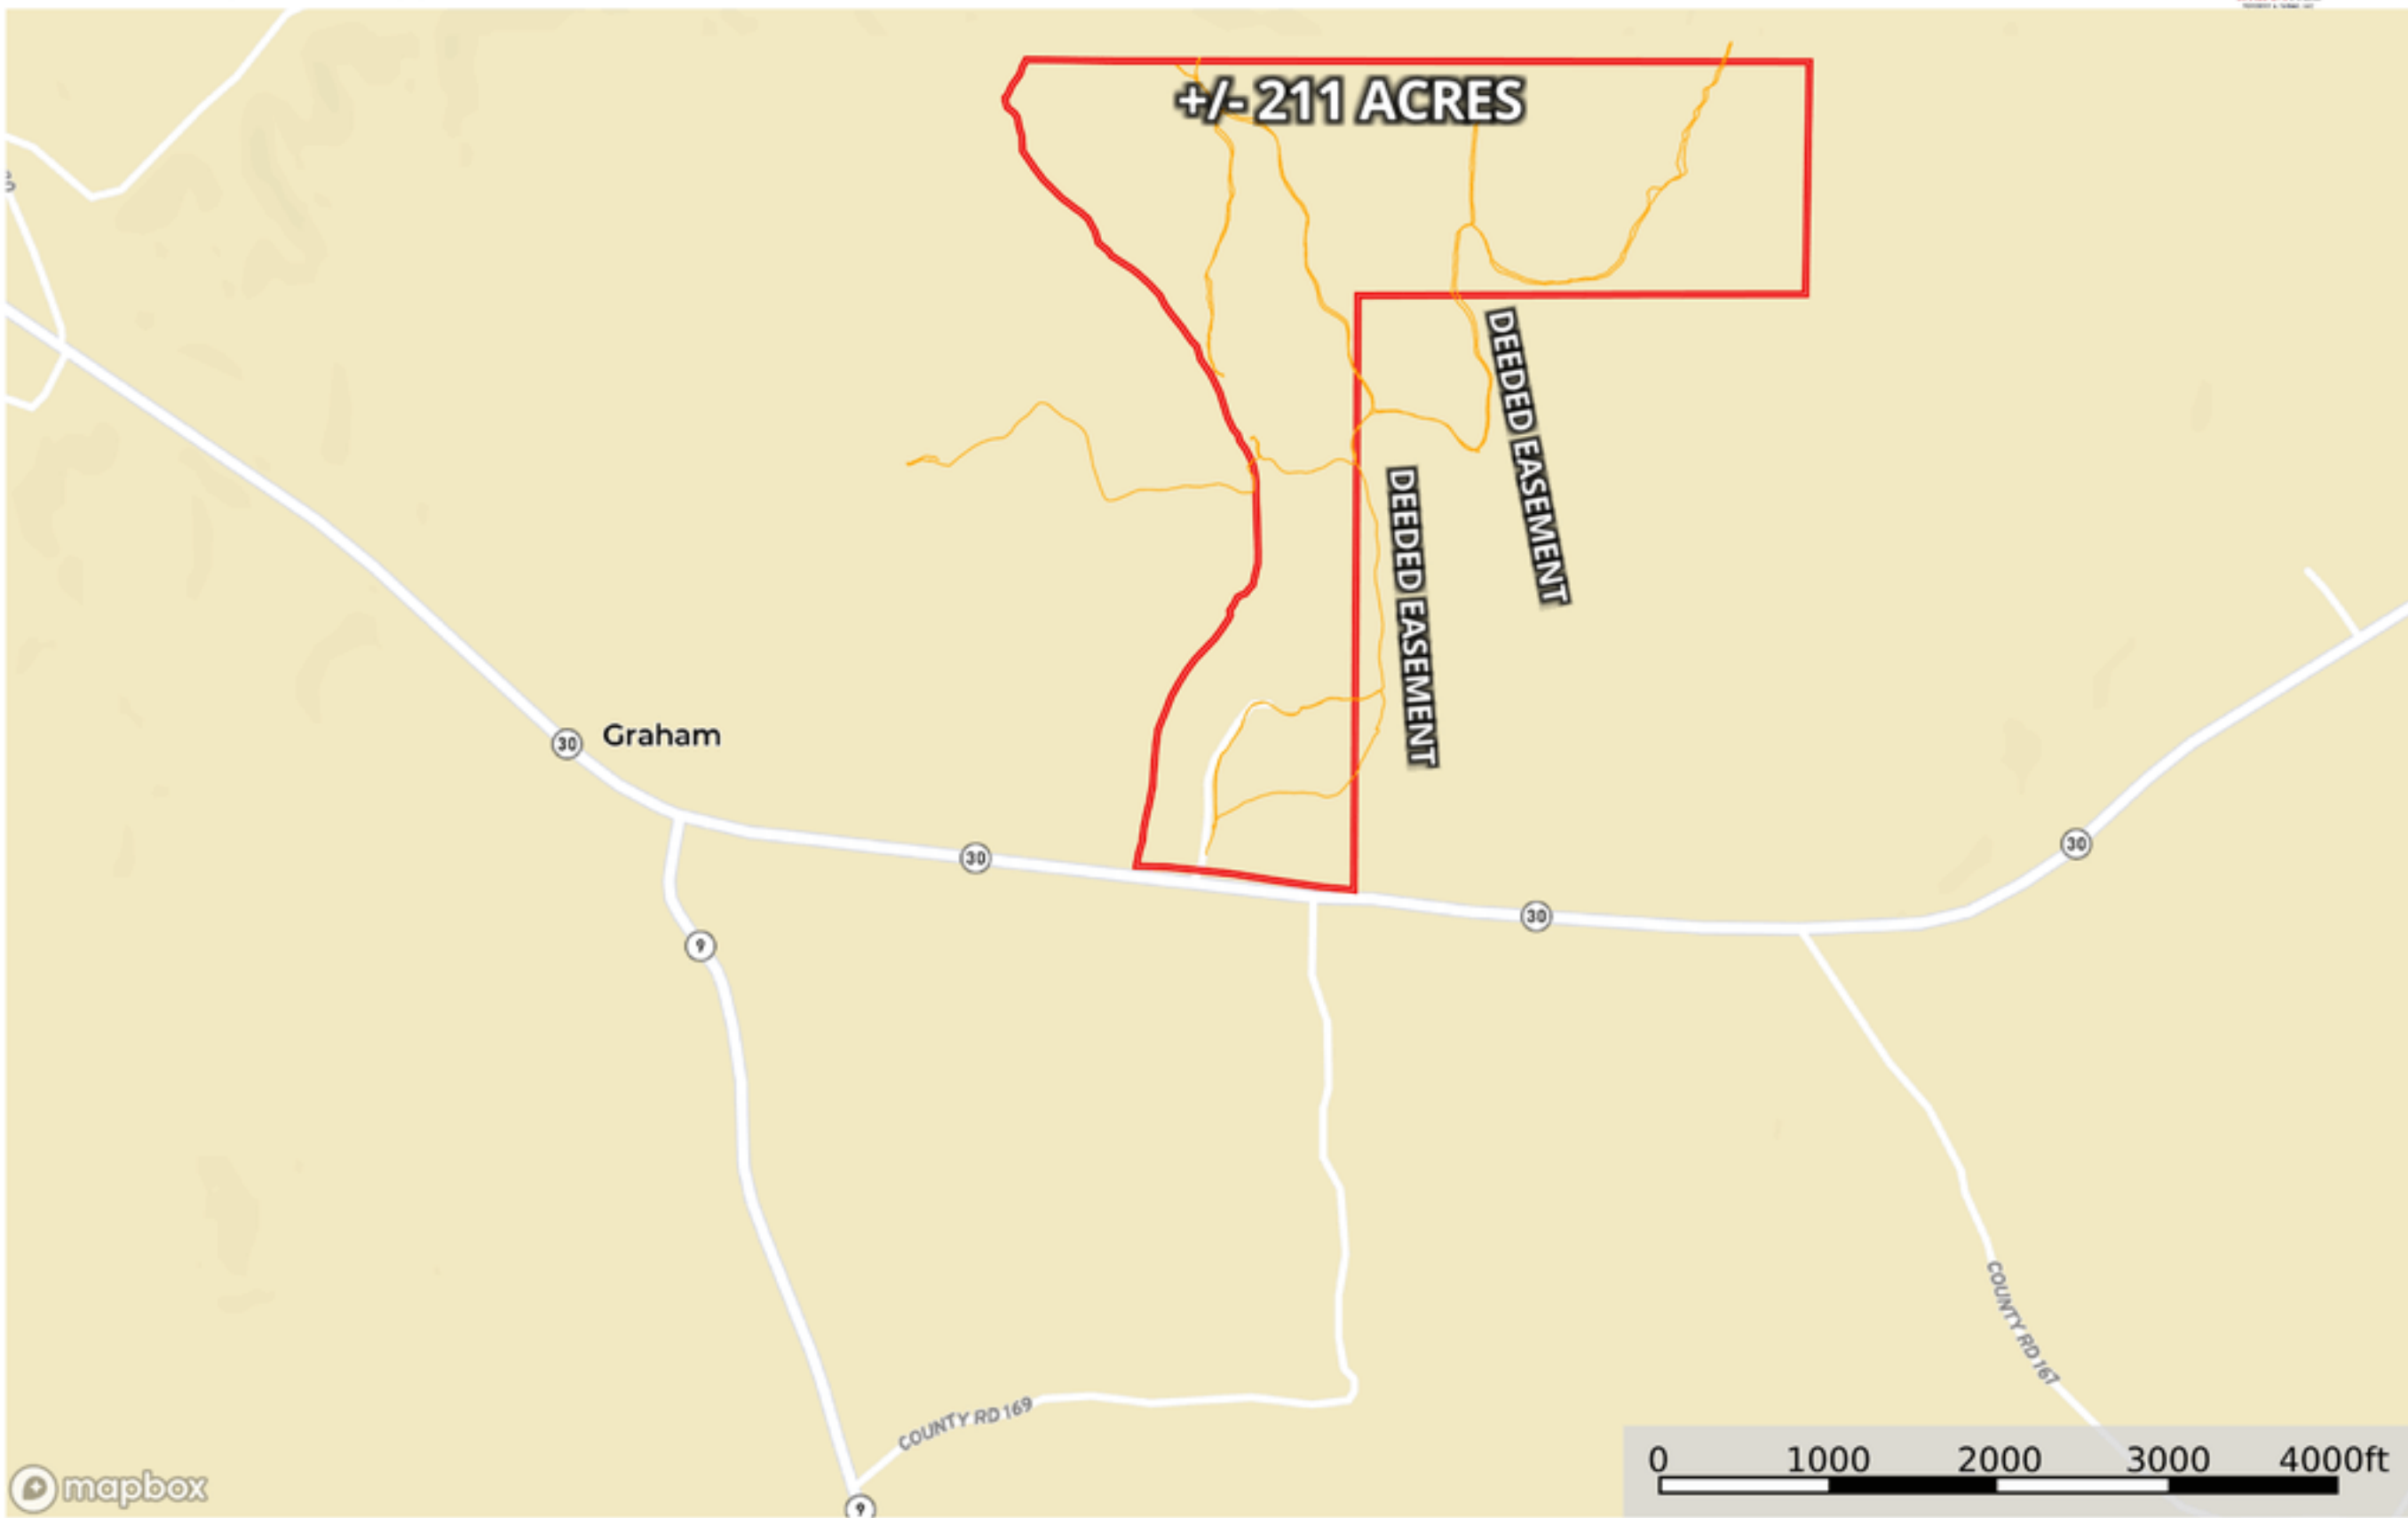 +/- 211 ACRES
DEEDED EASEMENT
DEEDED EASEMENT
30
Graham
30
30
30
9
COUNTY RD 167
COUNTY RD 169
9
0 1000 2000 3000 4000ft
mapbox